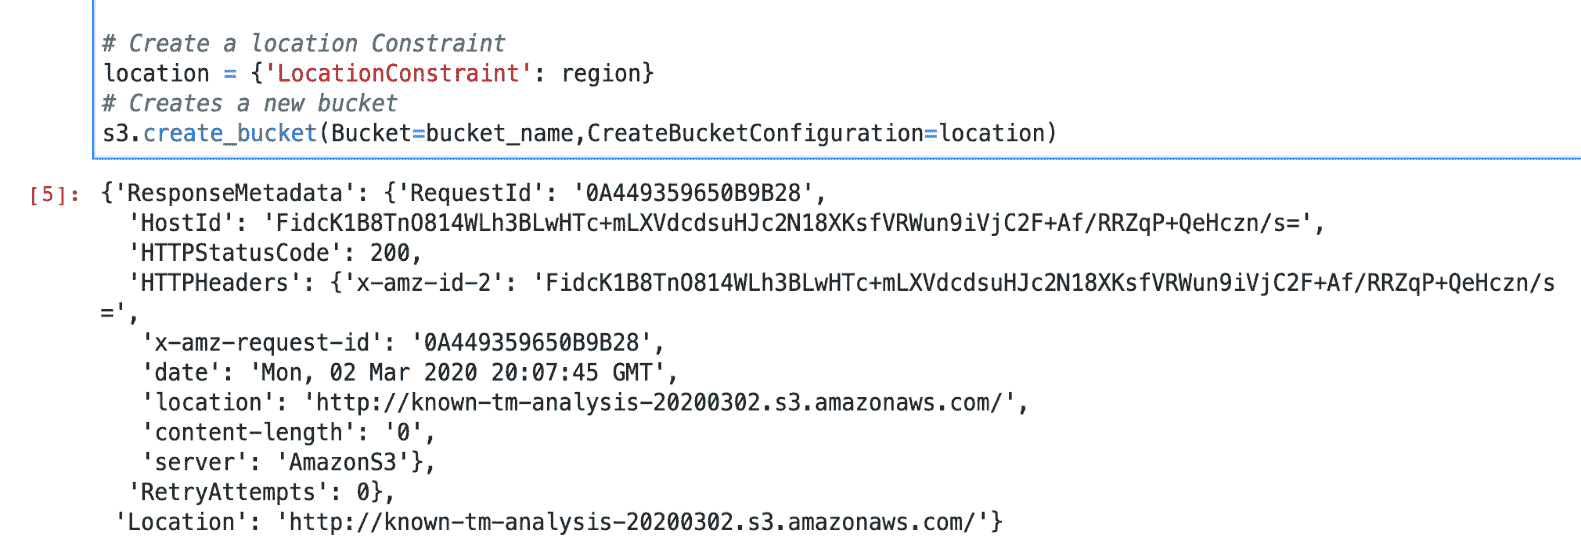 # Create a location Constraint
location = {'LocationConstraint': region}
# Creates a new bucket
s3.create_bucket(Bucket=bucket_name,CreateBucketConfiguration=location)
[5]: {'ResponseMetadata': {'RequestId': '0A449359650B9B28',
'HostId': 'FidcK1B8TnO814WLh3BLwHTc+mLXVdcdsuHJc2N18XKsfVRWun9iVjC2F+Af/RRZqP+QeHczn/s=',
'HTTPStatusCode': 200,
'HTTPHeaders': {'x-amz-id-2': 'FidcK1B8TnO814WLh3BLwHTc+mLXVdcdsuHJc2N18XKsfVRWun9iVjC2F+Af/RRZqP+QeHczn/s
=',
'x-amz-request-id': '0A449359650B9B28',
'date': 'Mon, 02 Mar 2020 20:07:45 GMT',
'location': 'http://known-tm-analysis-20200302.s3.amazonaws.com/',
'content-length': '0',
'server': 'AmazonS3'},
'RetryAttempts': 0},
'Location': 'http://known-tm-analysis-20200302.s3.amazonaws.com/'}